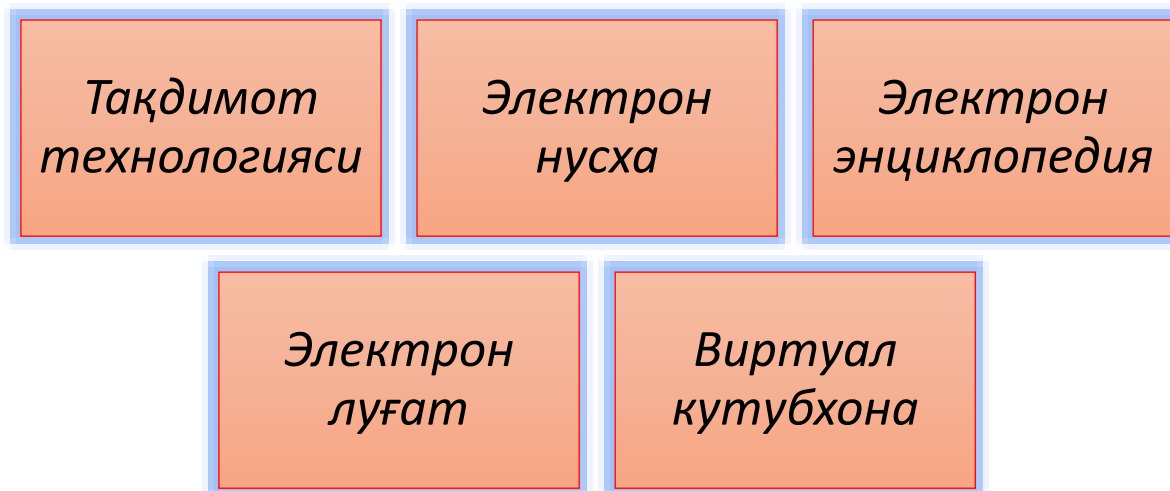 Тақдимот
технологияси
Электрон
нусха
Электрон
энциклопедия
Электрон
луғат
Виртуал
кутубхона